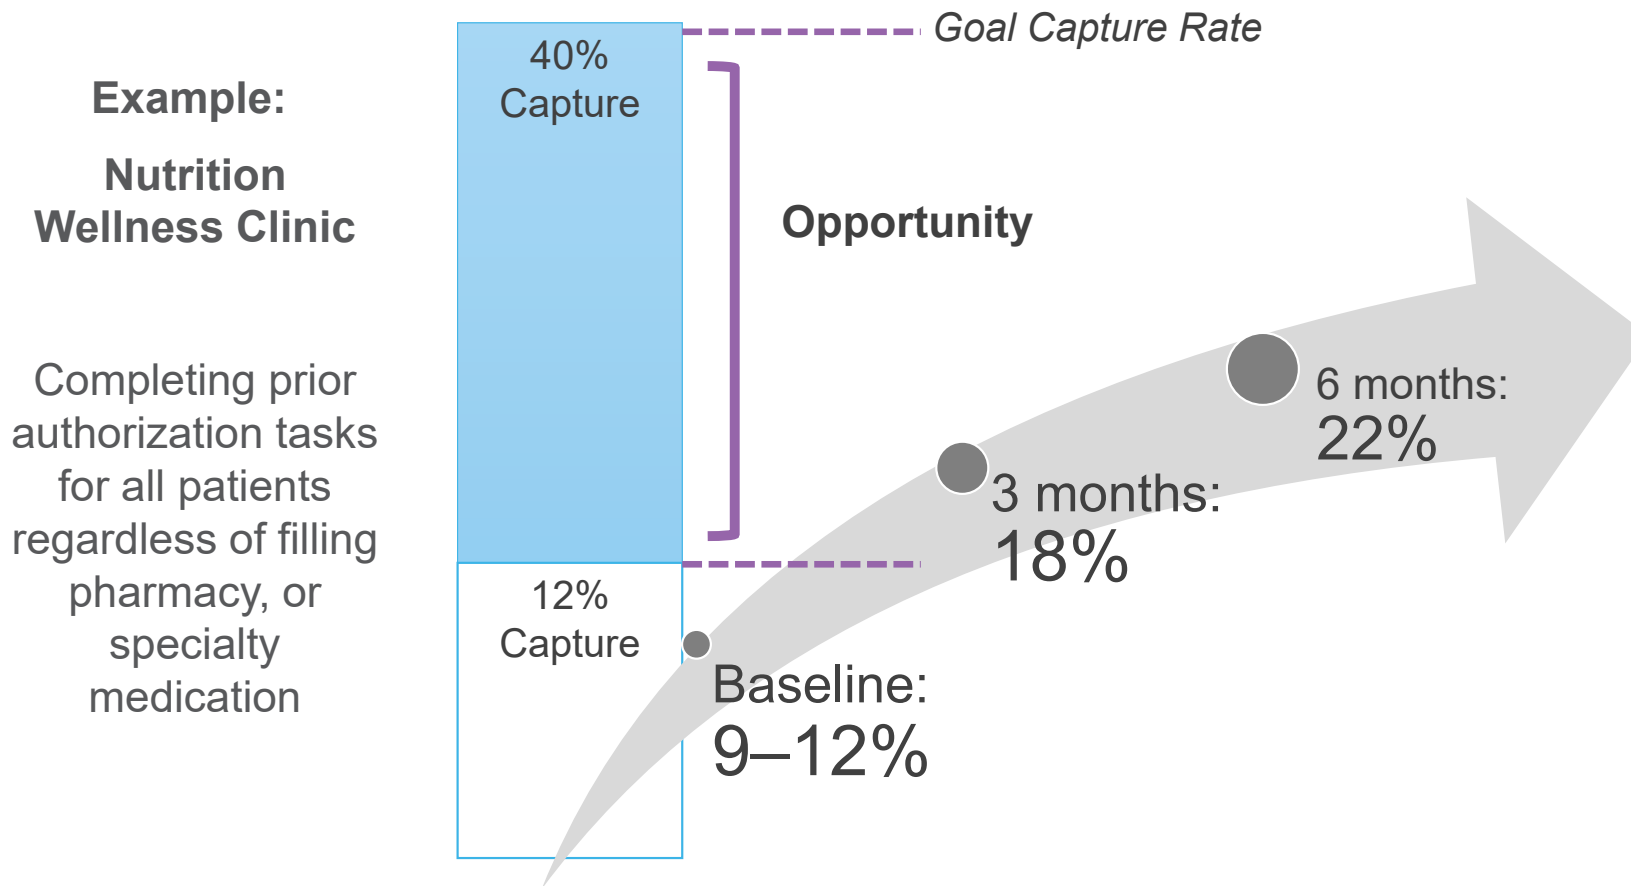 Example:
Nutrition
Wellness Clinic
Completing prior
authorization tasks
for all patients
regardless of filling
pharmacy, or
specialty
medication
40%
Capture
12%
Capture
Goal Capture Rate
Opportunity
Baseline:
9–12%
3 months:
18%
6 months:
22%